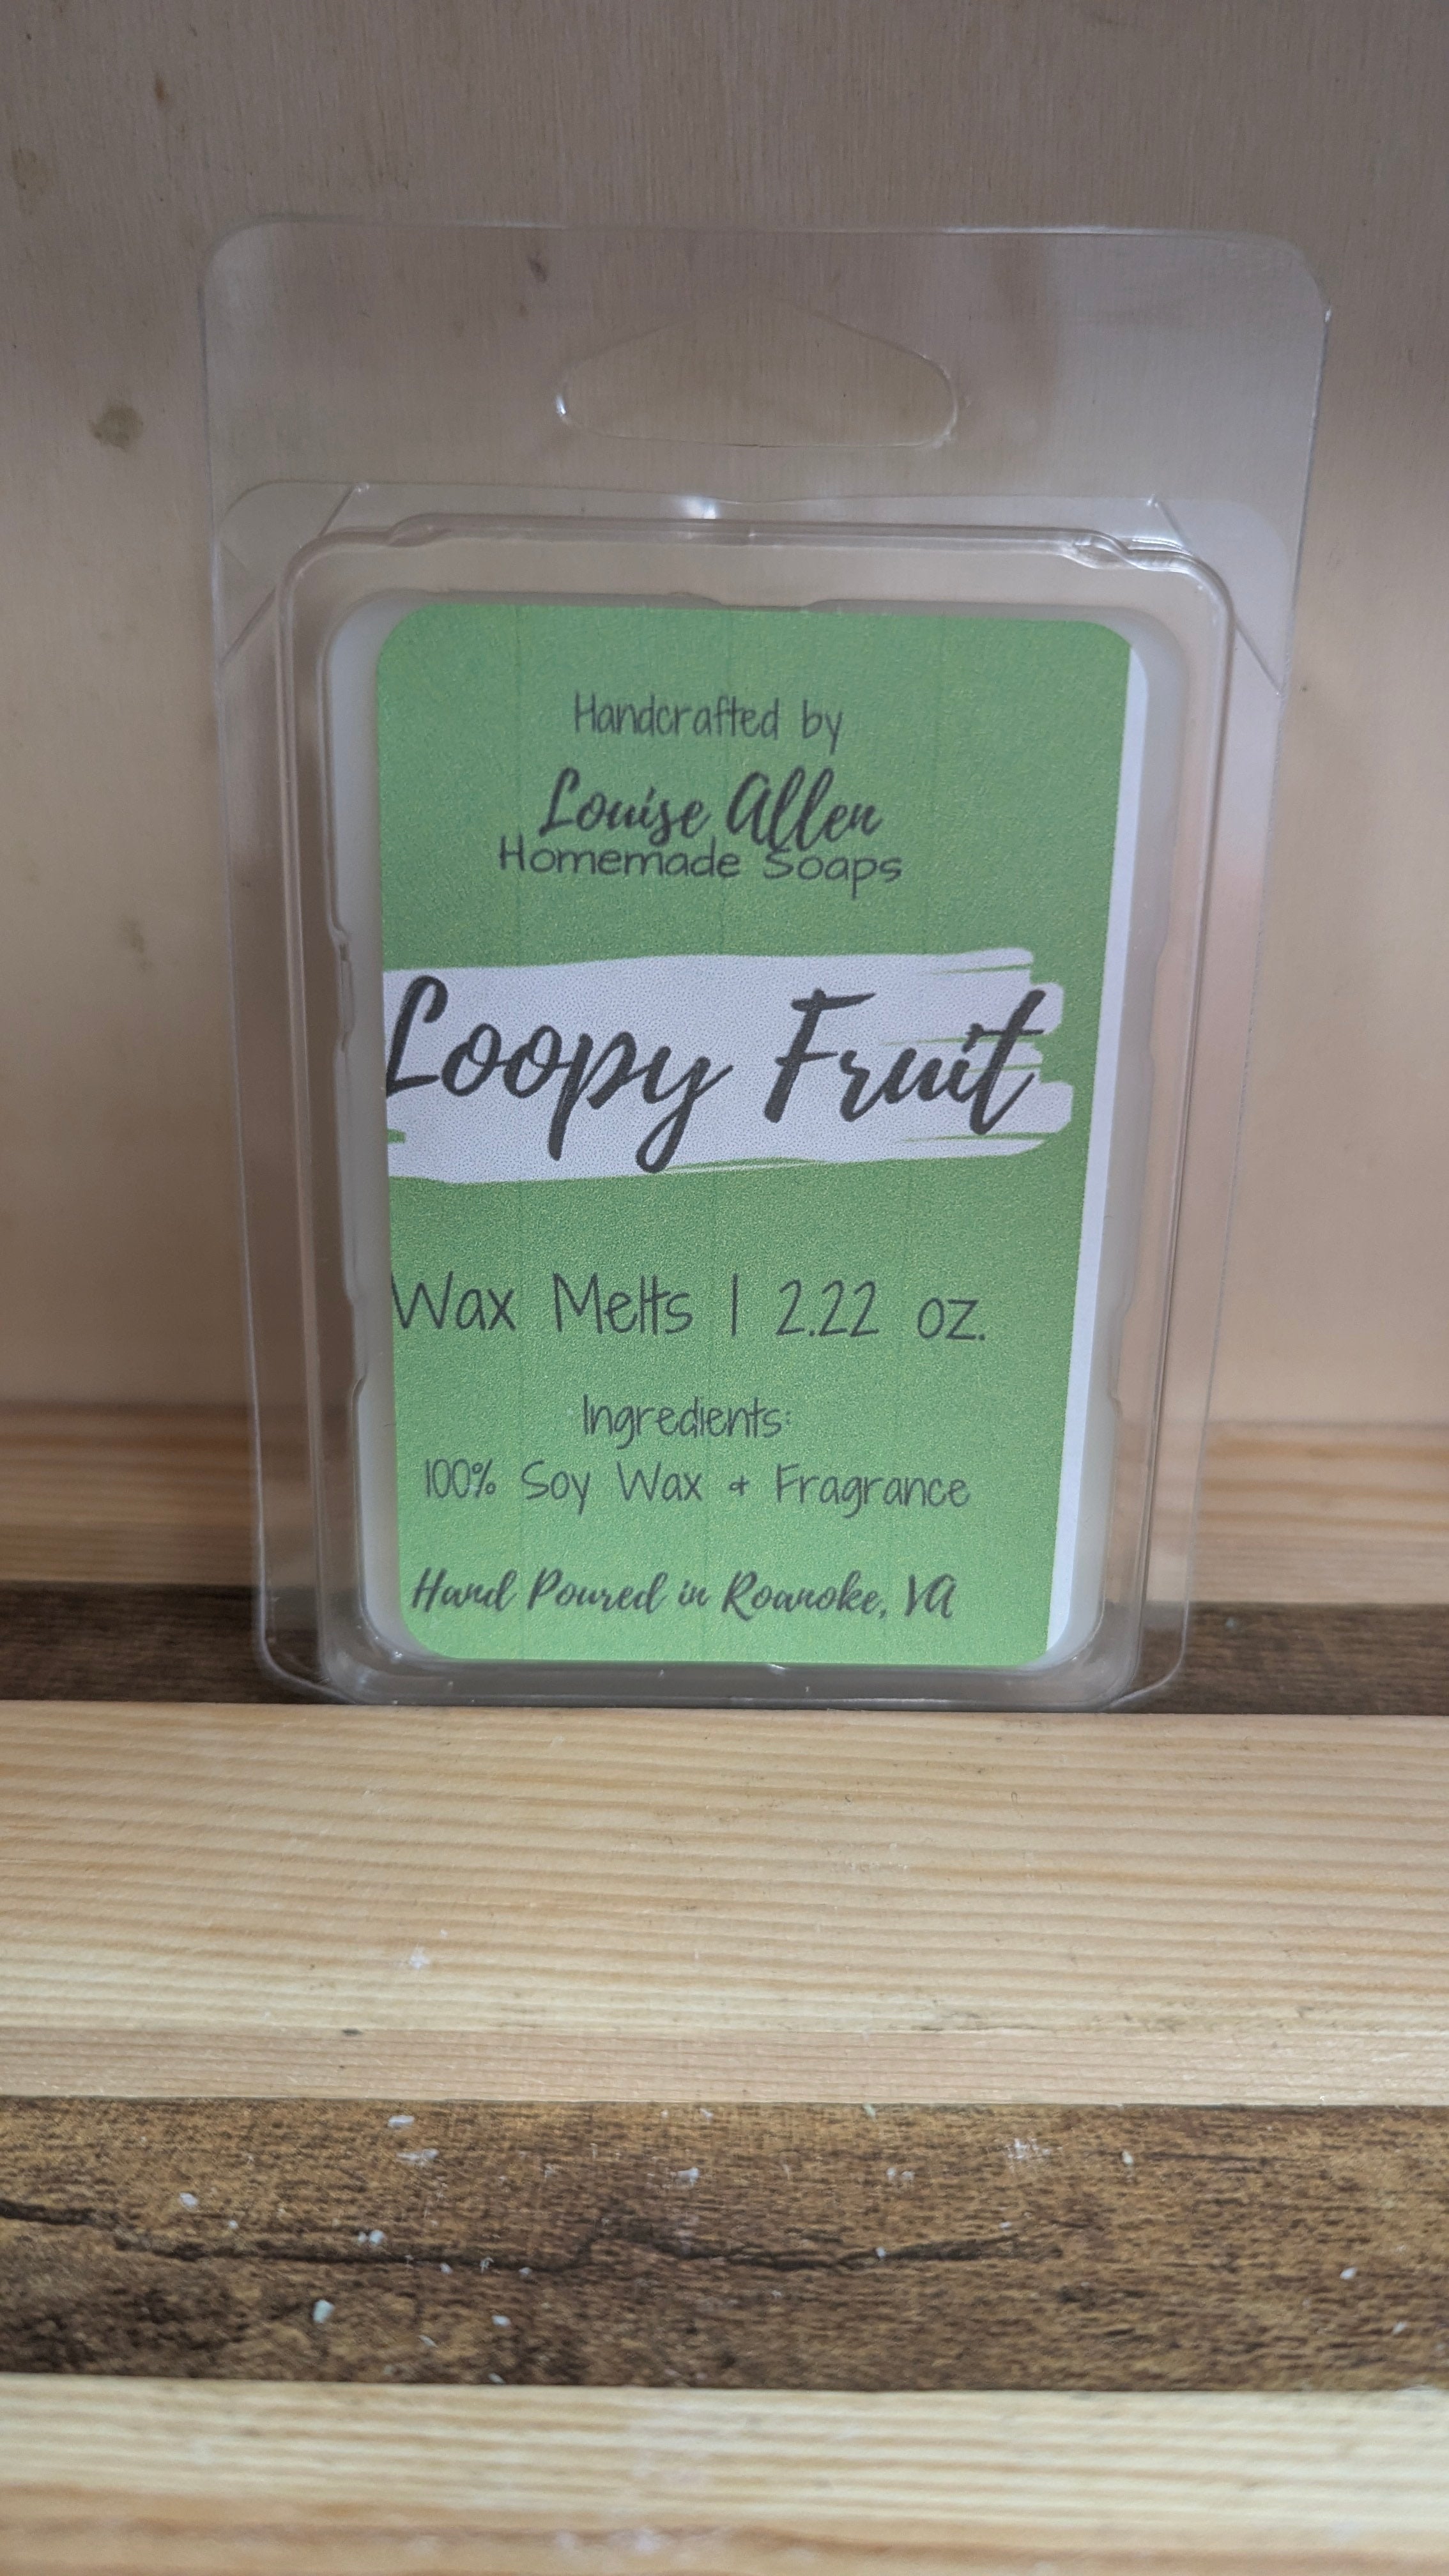 Handcrafted by
Louise Allen
Homemade Soaps
Loopy Fruit
Wax Melts | 2.22 oz.
Ingredients:
100% Soy Wax + Fragrance
Hand Poured in Roanoke, VA